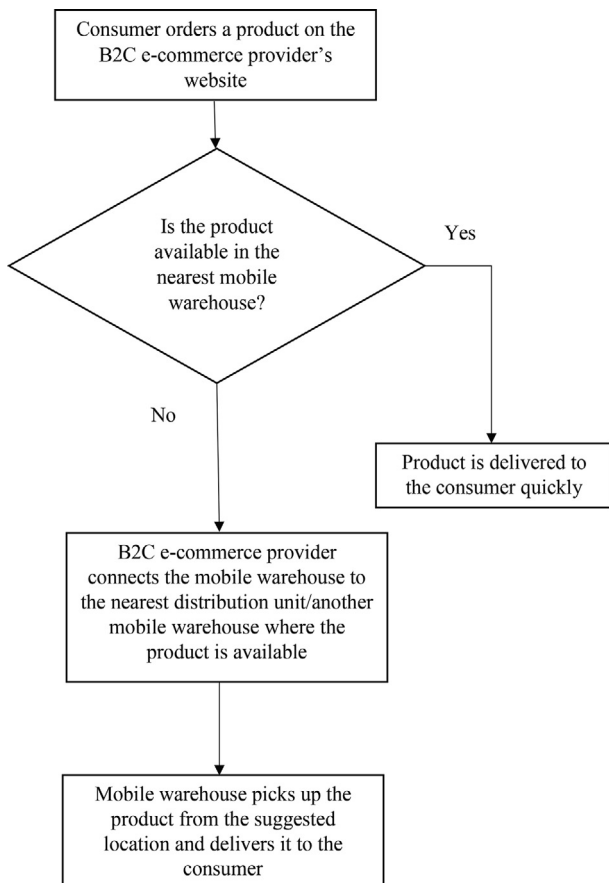 Consumer orders a product on the
B2C e-commerce provider's
website
Is the product
available in the
nearest mobile
warehouse?
Yes
No
Product is delivered to
the consumer quickly
B2C e-commerce provider
connects the mobile warehouse to
the nearest distribution unit/another
mobile warehouse where the
product is available
Mobile warehouse picks up the
product from the suggested
location and delivers it to the
consumer